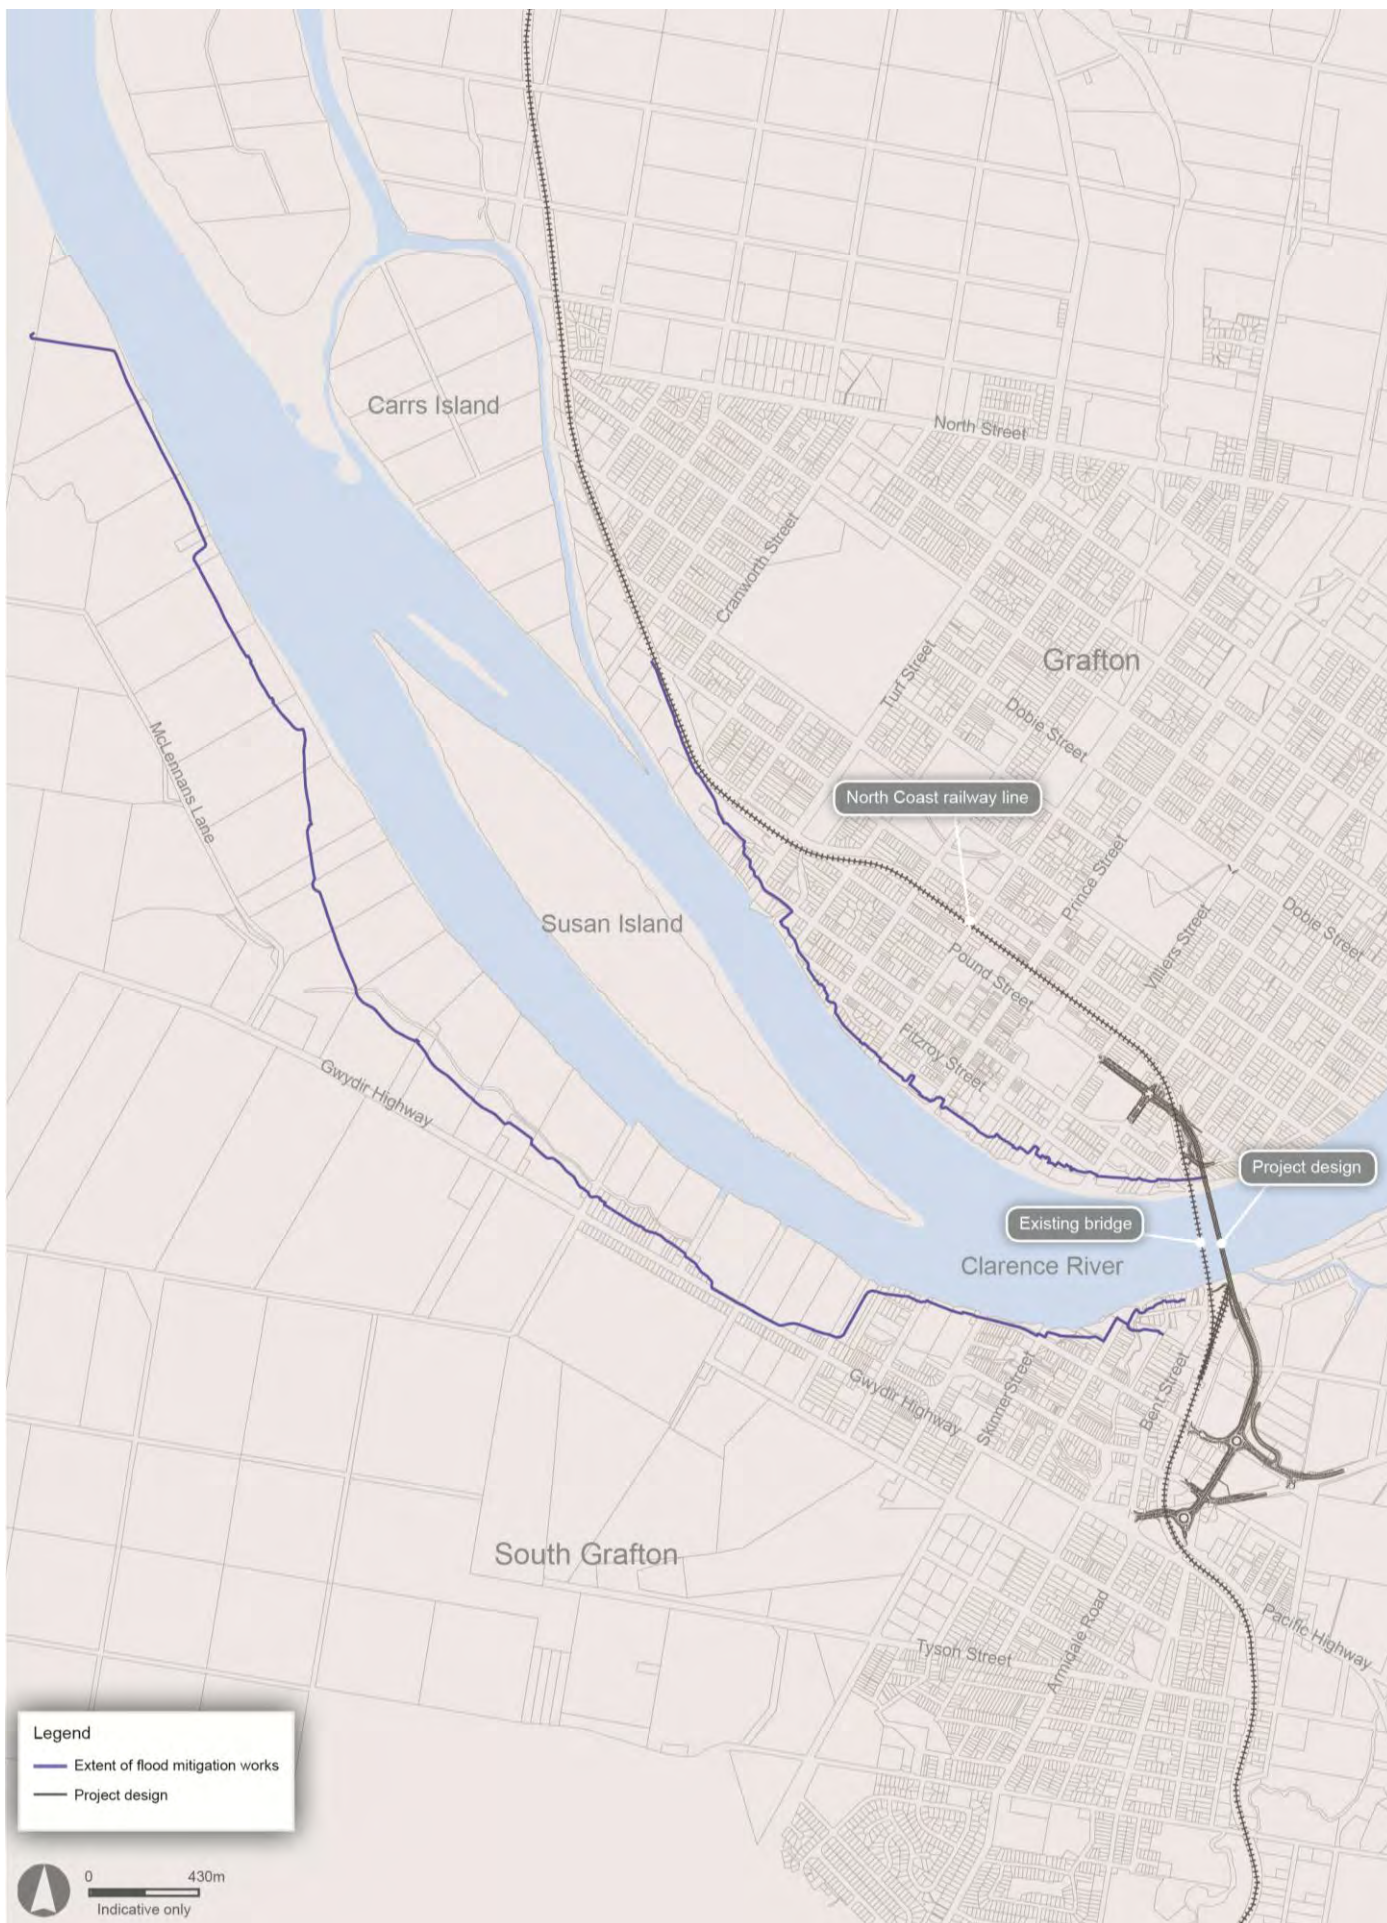 Carrs Island
North Street
Cranworth Street
Grafton
Turf Street
Dobie Street
McLennans Lane
North Coast railway line
Prince Street
Susan Island
Villiers Street
Dobie Street
Pound Street
Fitzroy Street
Gwydir Highway
Project design
Existing bridge
Clarence River
Gwydir Highway
Skinner Street
Bent Street
South Grafton
Pacific Highway
Armidale Road
Tyson Street
Legend
Extent of flood mitigation works
Project design
0 430m
Indicative only